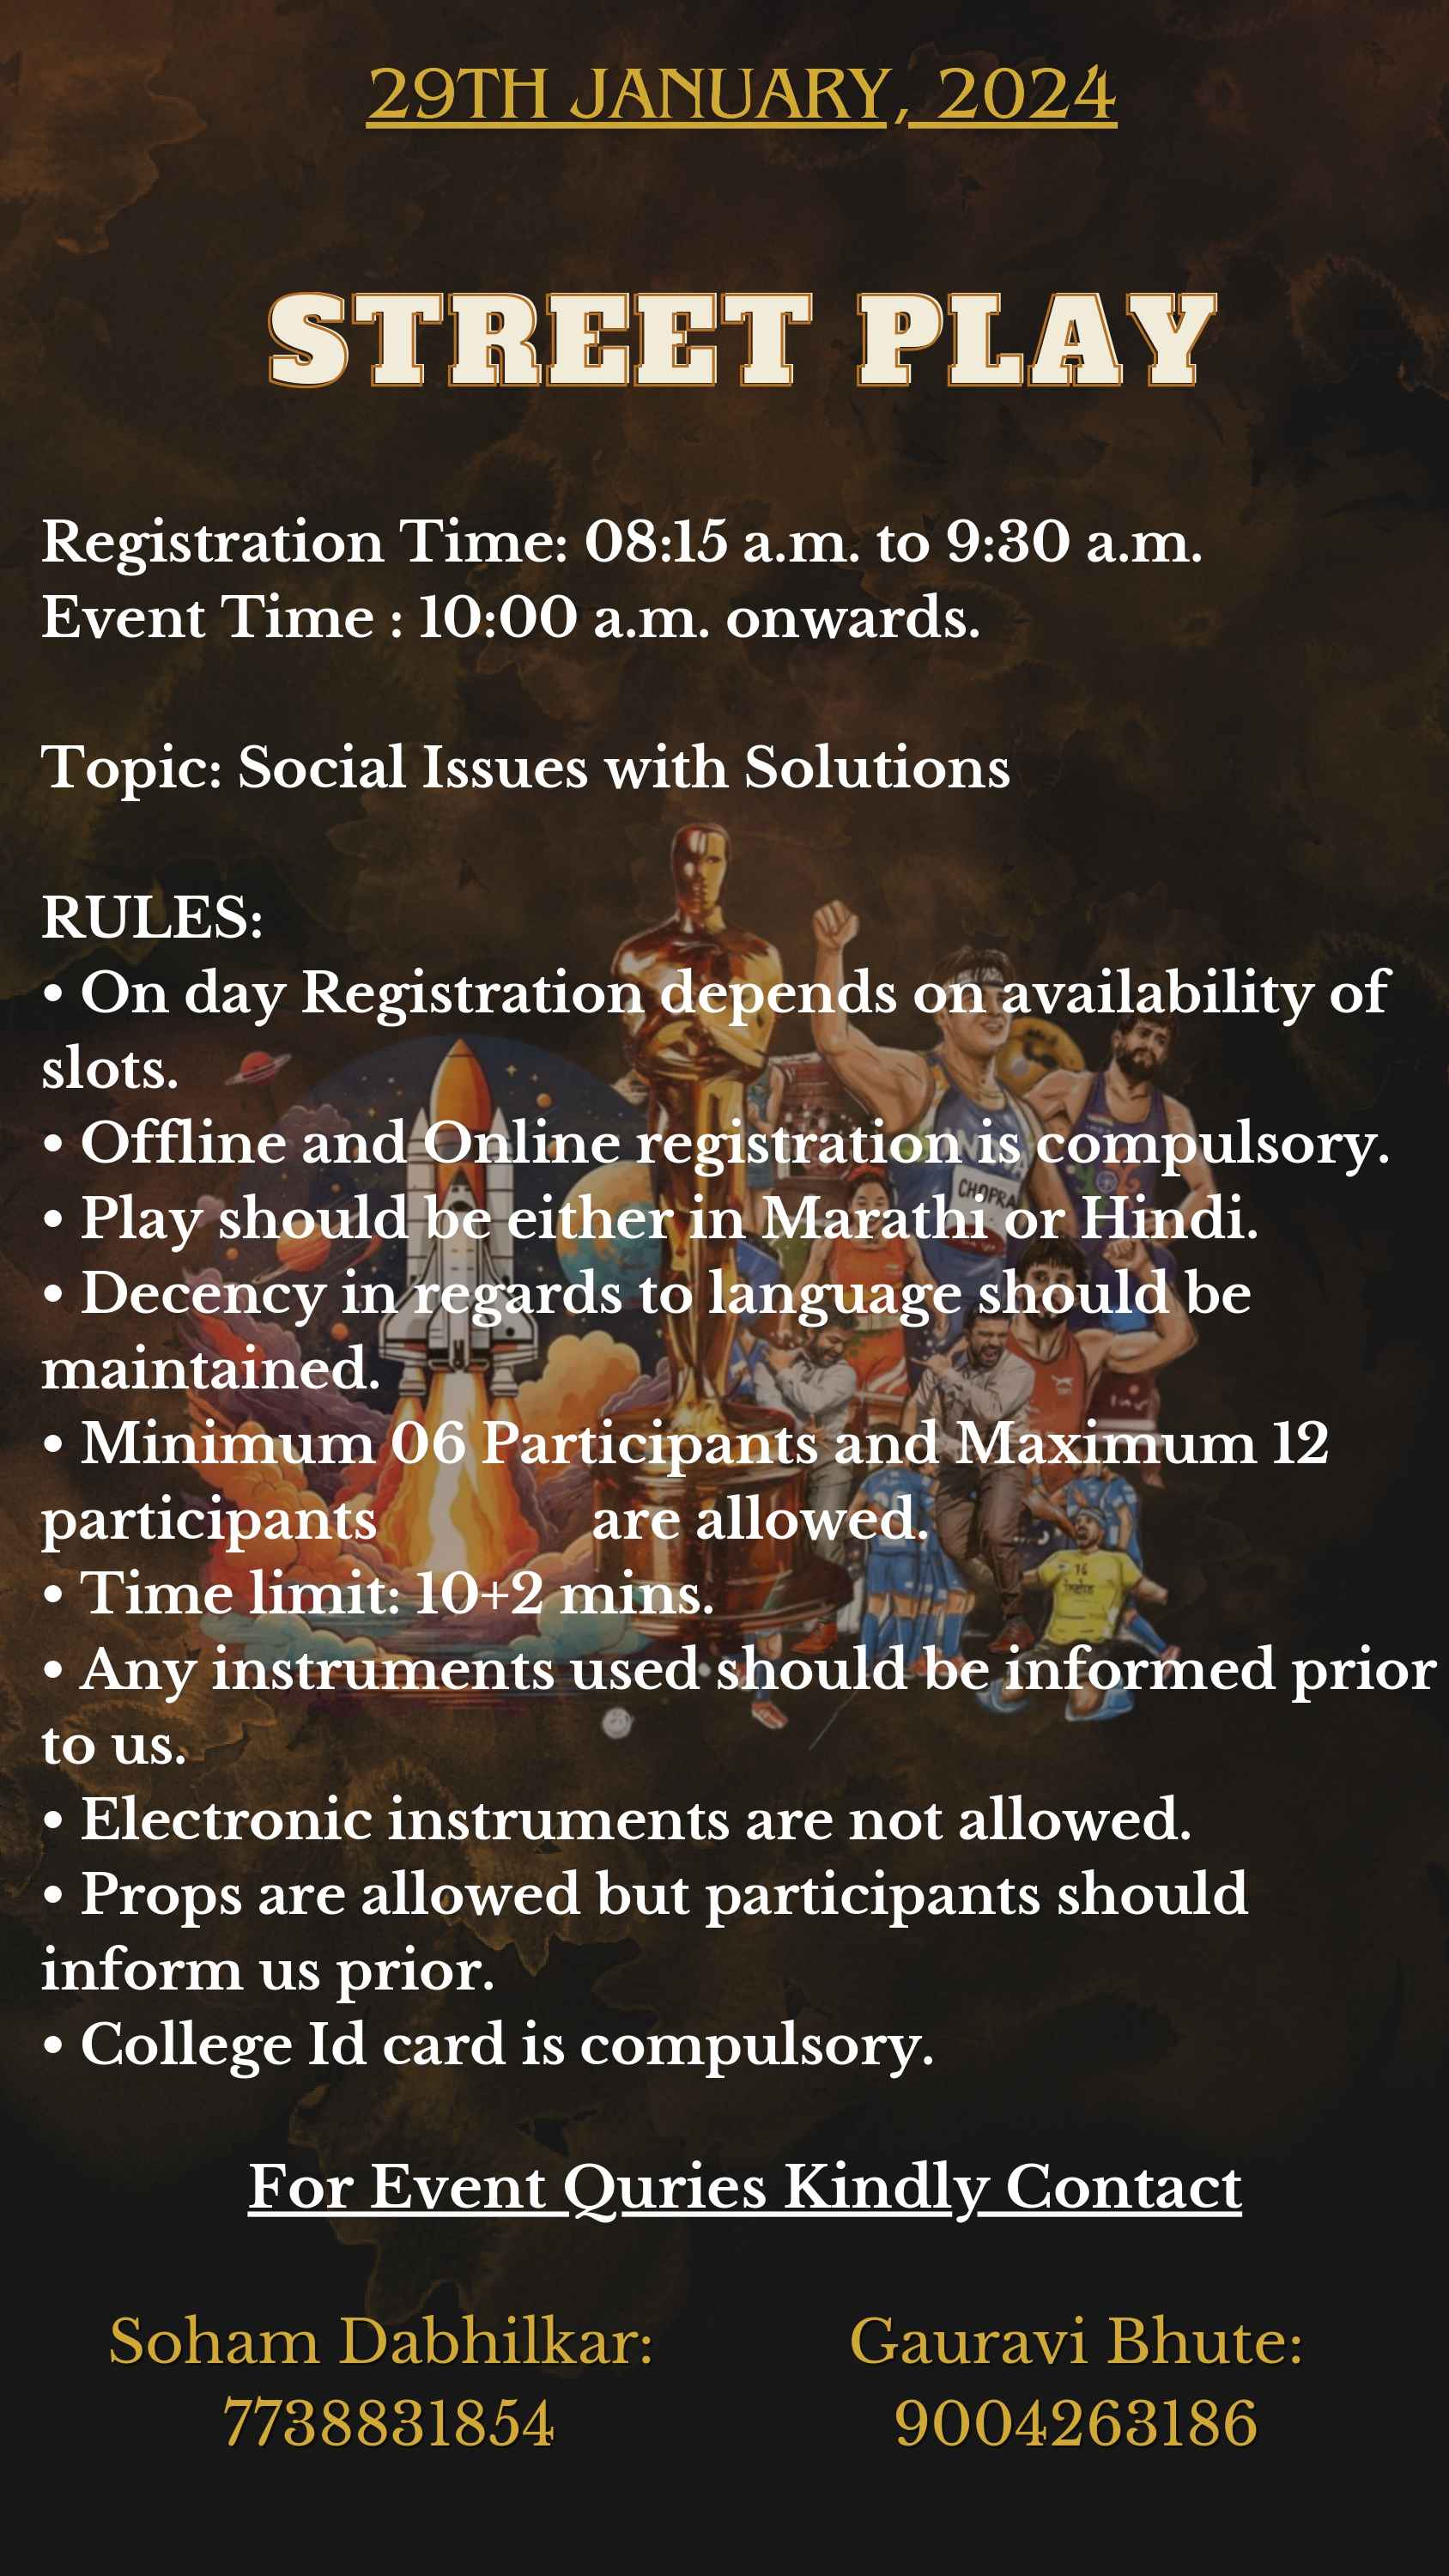 29TH JANUARY, 2024
STREET PLAY
Registration Time: 08:15 a.m. to 9:30 a.m.
Event Time : 10:00 a.m. onwards.
Topic: Social Issues with Solutions
RULES:
• On day Registration depends on availability of
slots.
• Offline and Online registration is compulsory.
CHOPRA
• Play should be either in Marathi or Hindi.
• Decency in regards to language should be
maintained.
• Minimum 06 Participants and Maximum 12
participants are allowed.
• Time limit: 10+2 mins.
• Any instruments used should be informed prior
to us.
• Electronic instruments are not allowed.
• Props are allowed but participants should
inform us prior.
• College Id card is compulsory.
For Event Quries Kindly Contact
Soham Dabhilkar:
7738831854
Gauravi Bhute:
9004263186